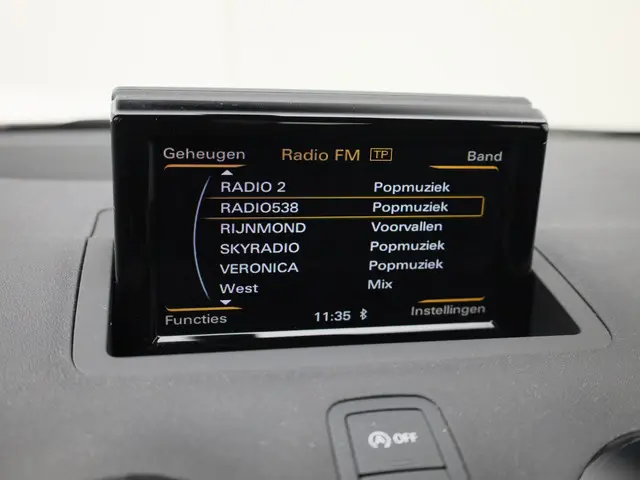 Geheugen Radio FM TP Band
RADIO 2 Popmuziek
RADIO538 Popmuziek
RIJNMOND Voorvallen
SKYRADIO Popmuziek
VERONICA Popmuziek
West Mix
Functies 11:35 Instellingen
A OFF